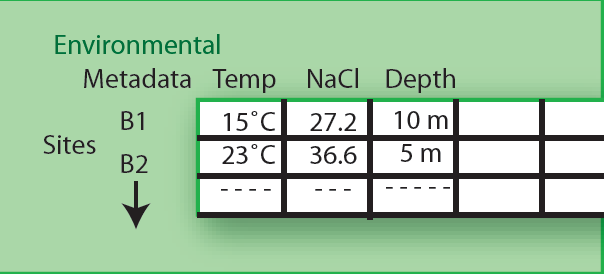 Environmental
Metadata Temp NaCl Depth
B1 15˚C 27.2 10 m
Sites
B2 23˚C 36.6 5 m
---- --- -----